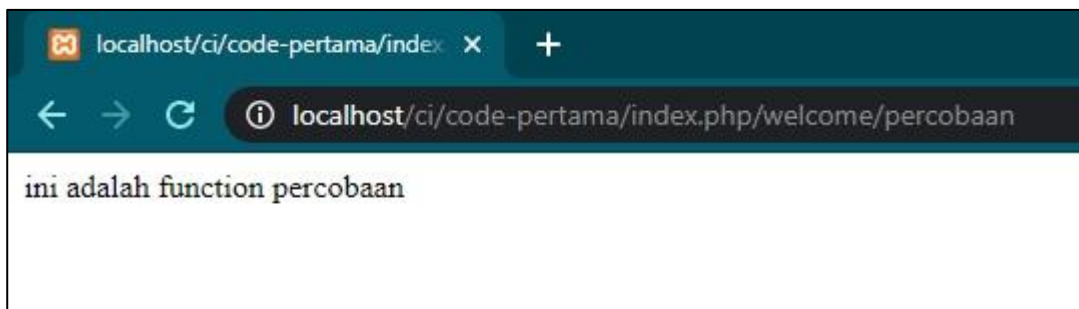 localhost/ci/code-pertama/index
localhost/ci/code-pertama/index.php/welcome/percobaan
ini adalah function percobaan